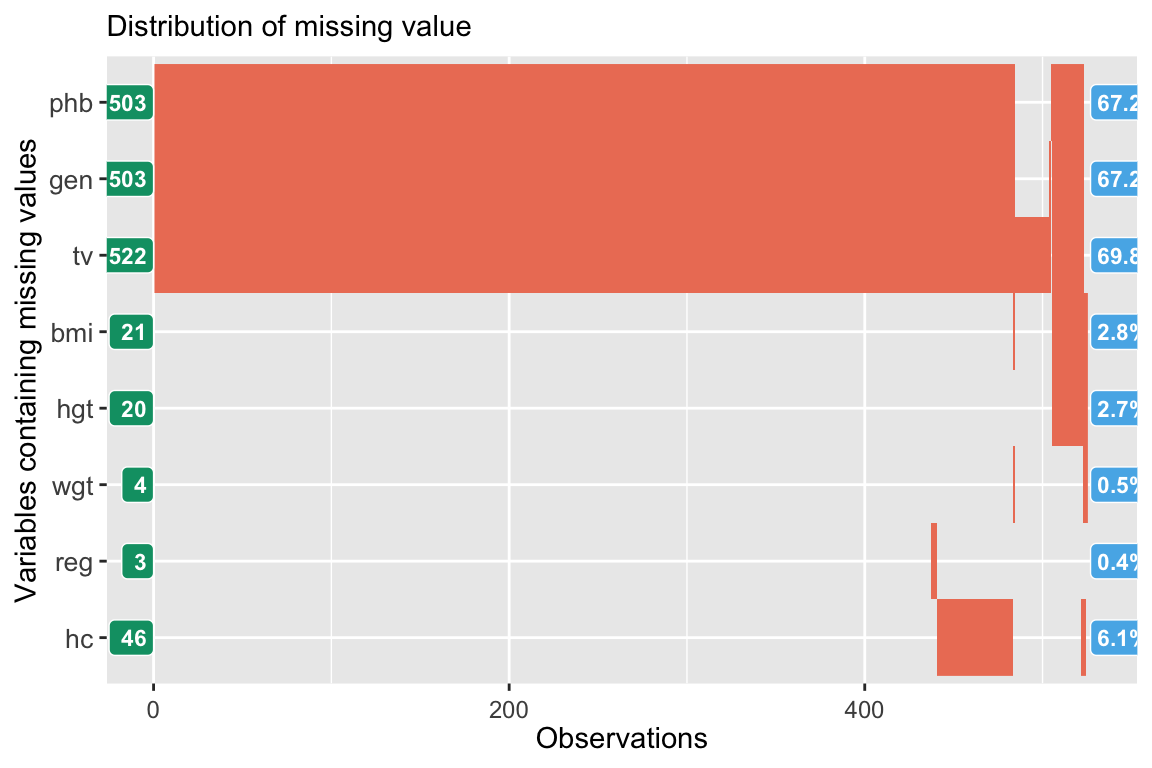 Distribution of missing value
Variables containing missing values
phb 503 67.2
gen 503 67.2
tv 522 69.8
bmi 21 2.8%
hgt 20 2.7%
wgt 4 0.5%
reg 3 0.4%
hc 46 6.1%
0 200 400
Observations